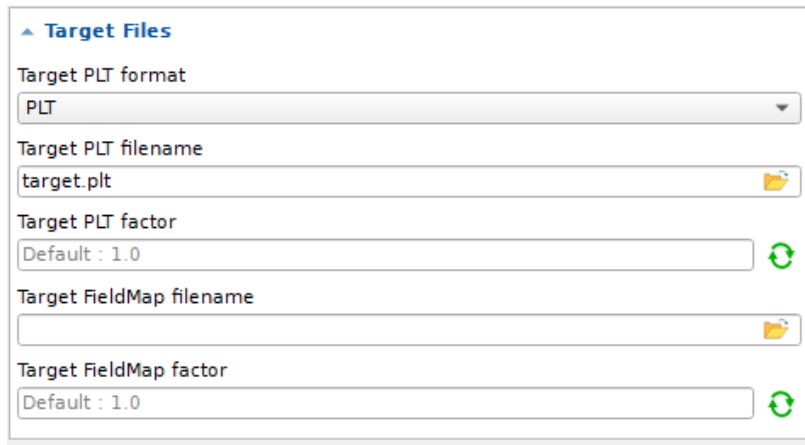 Target Files
Target PLT format
PLT
Target PLT filename
target.plt
Target PLT factor
Default : 1.0
Target FieldMap filename
Target FieldMap factor
Default : 1.0